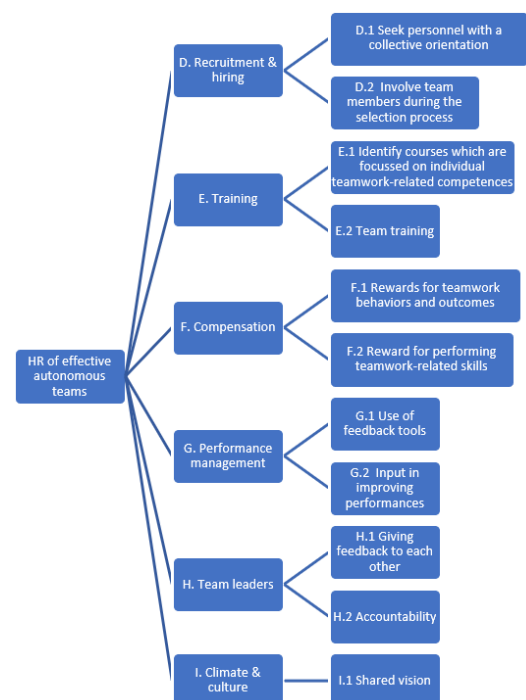 D.1 Seek personnel with a
collective orientation
D. Recruitment &
hiring
D.2  Involve team
members during the
selection process
E.1 Identify courses which are
focussed on individual
teamwork-related competences
E. Training
E.2 Team training
F.1 Rewards for teamwork
behaviors and outcomes
F. Compensation
F.2 Reward for performing
teamwork-related skills
HR of effective
autonomous
teams
G.1 Use of
feedback tools
G. Performance
management
G.2  Input in
improving
performances
H.1 Giving
feedback to each
other
H. Team leaders
H.2 Accountability
I. Climate &
culture
I.1 Shared vision